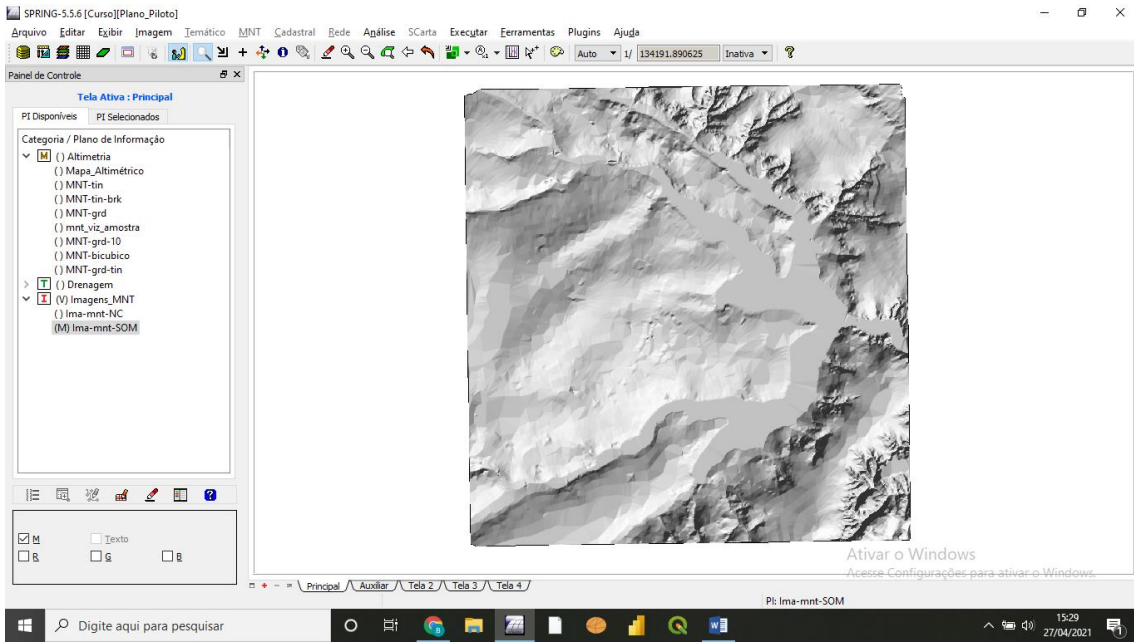 SPRING-5.5.6 [Curso][Plano_Piloto]
Arquivo Editar Exibir Imagem Temático MNT Cadastral Rede Análise SCarta Executar Ferramentas Plugins Ajuda
Auto 1/ 134191.890625 Inativa
Painel de Controle
Tela Ativa : Principal
PI Disponíveis PI Selecionados
Categoria / Plano de Informação
M () Altimetria
() Mapa_Altimétrico
() MNT-tin
() MNT-tin-brk
() MNT-grd
() mnt_viz_amostra
() MNT-grd-10
() MNT-bicubico
() MNT-grd-tin
T () Drenagem
I (V) Imagens_MNT
() Ima-mnt-NC
(M) Ima-mnt-SOM
M Texto
R G B
Ativar o Windows
Acesse Configurações para ativar o Windows.
Principal Auxiliar Tela 2 Tela 3 Tela 4
PI: Ima-mnt-SOM
Digite aqui para pesquisar
15:29
27/04/2021